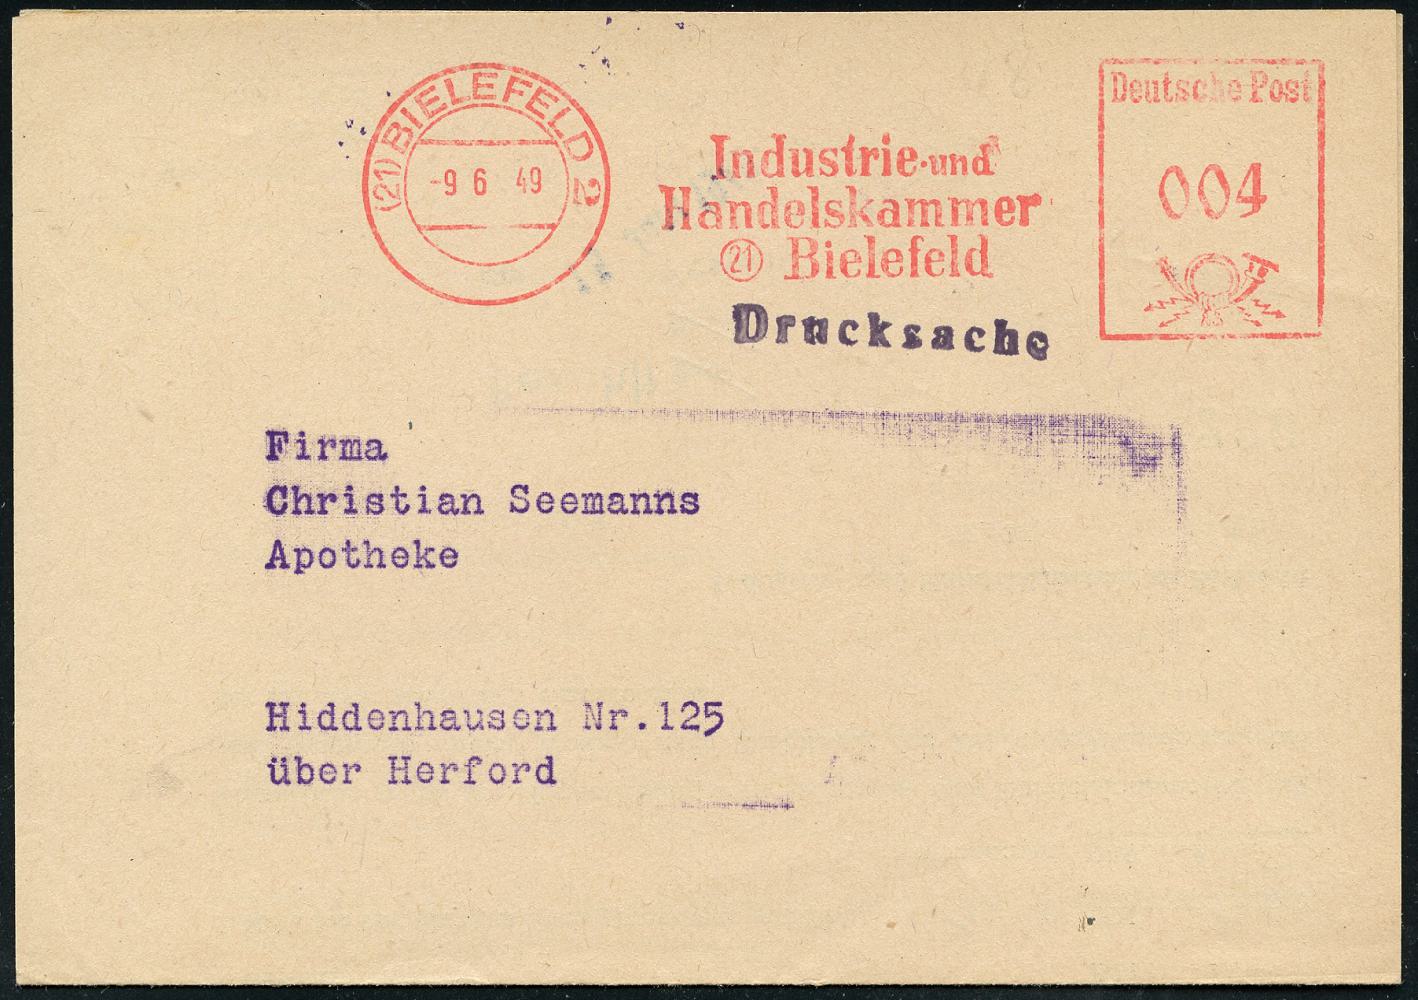 (21) BIELEFELD 2
-9 6 49
Industrie-und
Handelskammer
21 Bielefeld
Deutsche Post
004
Drucksache
Firma
Christian Seemanns
Apotheke
Hiddenhausen Nr.125
über Herford